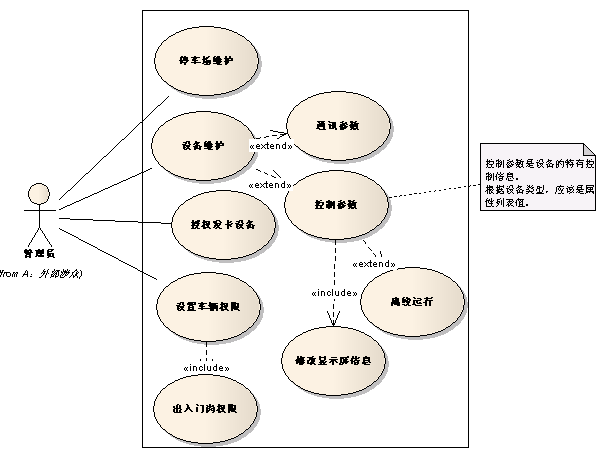 停车场维护
设备维护
通讯参数
«extend»
«extend»
控制参数
控制参数是设备的特有控
制信息。
根据设备类型，应该是属
性列表值。
管理员
from A: 外部涉众)
授权发卡设备
«extend»
设置车辆权限
«include»
离线运行
«include»
修改显示屏信息
出入门岗权限